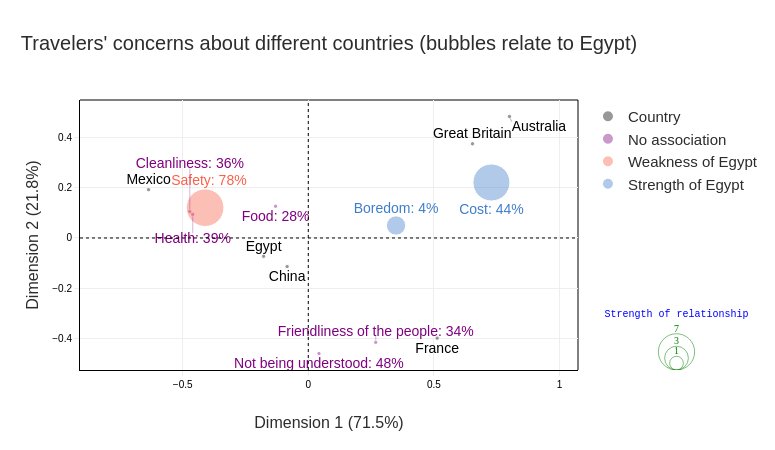 Travelers' concerns about different countries (bubbles relate to Egypt)
Dimension 2 (21.8%)
0.4
0.2
0
−0.2
−0.4
Australia
Great Britain
Cleanliness: 36%
Mexico
Safety: 78%
Food: 28%
Boredom: 4%
Cost: 44%
Health: 39%
Egypt
China
Friendliness of the people: 34%
France
Not being understood: 48%
−0.5
0
0.5
1
Dimension 1 (71.5%)
Country
No association
Weakness of Egypt
Strength of Egypt
Strength of relationship
7
3
1